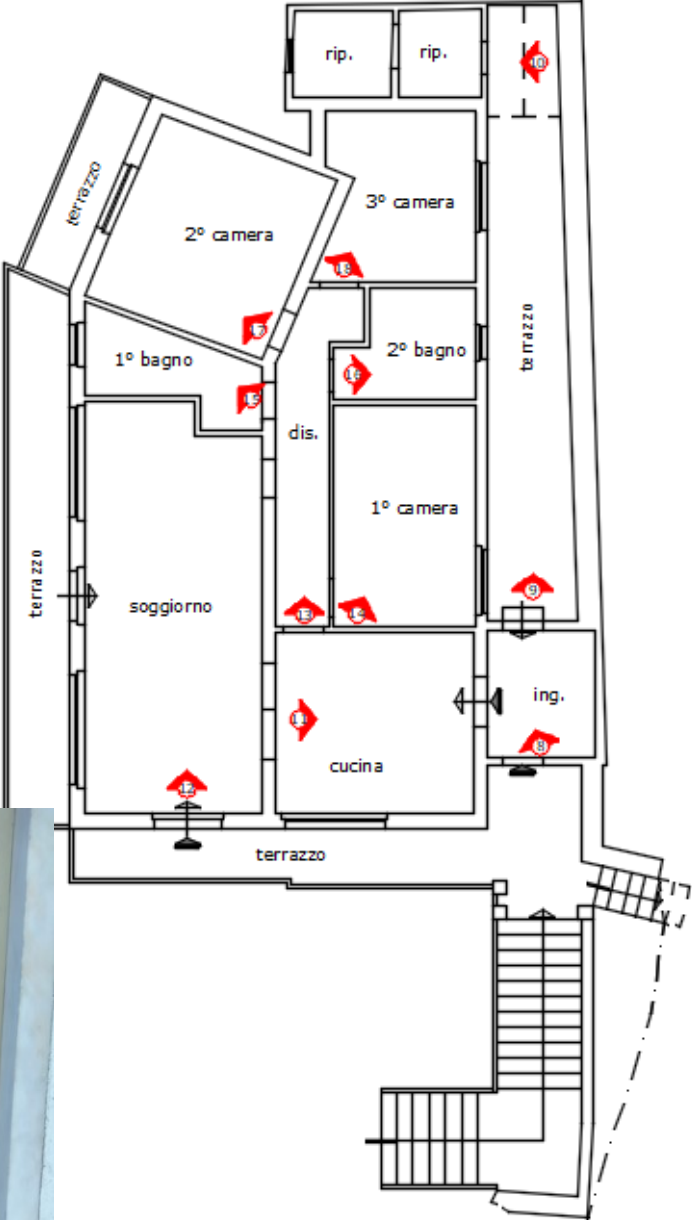 rip.
rip.
10
terrazzo
3° camera
2° camera
18
17
terrazzo
1° bagno
2° bagno
16
15
dis.
1° camera
terrazzo
soggiorno
9
13
14
ing.
11
8
cucina
12
terrazzo